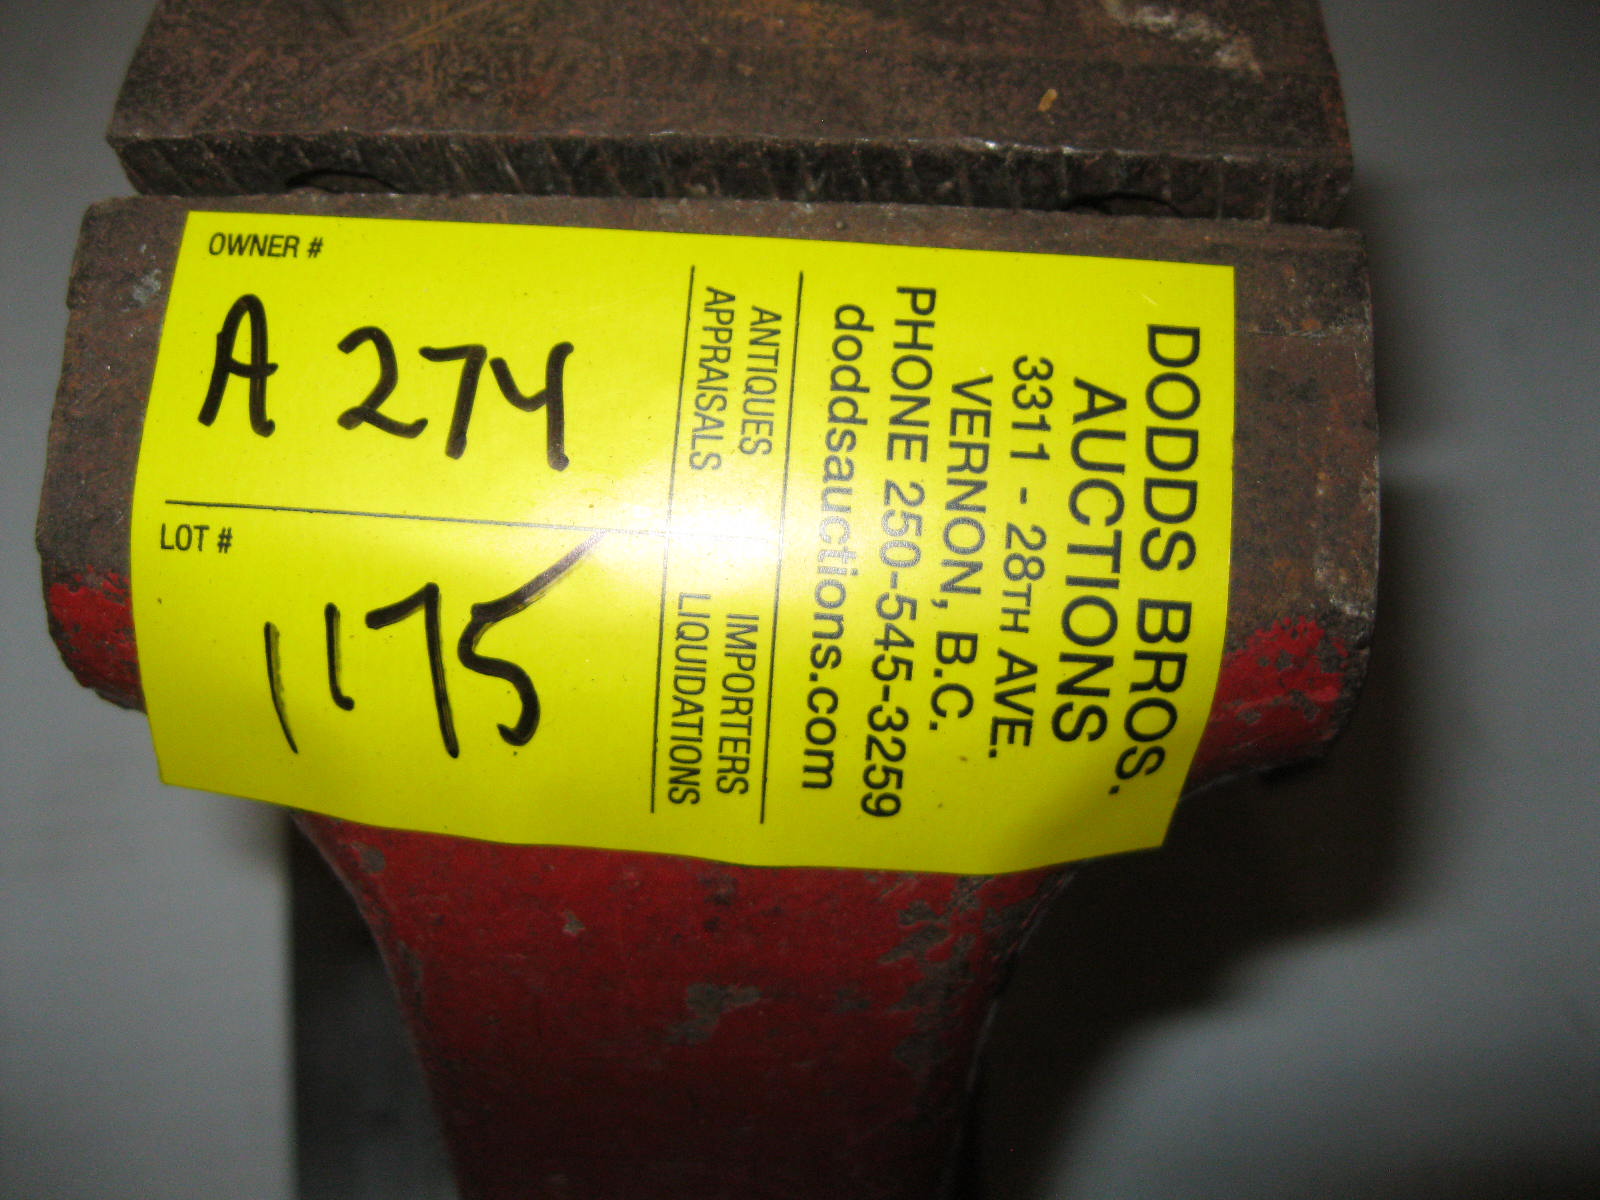 OWNER #
A 274
LOT #
1175
ANTIQUES IMPORTERS
APPRAISALS LIQUIDATIONS
DODDS BROS.
AUCTIONS
3311 - 28TH AVE.
VERNON, B.C.
PHONE 250-545-3259
doddsauctions.com